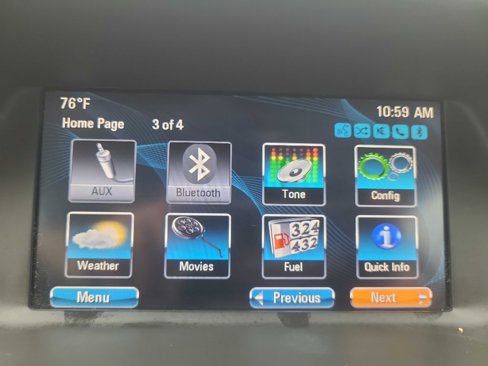 76°F
10:59 AM
Home Page 3 of 4
AUX
Bluetooth
Tone
Config
Weather
Movies
324
432
Fuel
i
Quick Info
Menu
Previous
Next